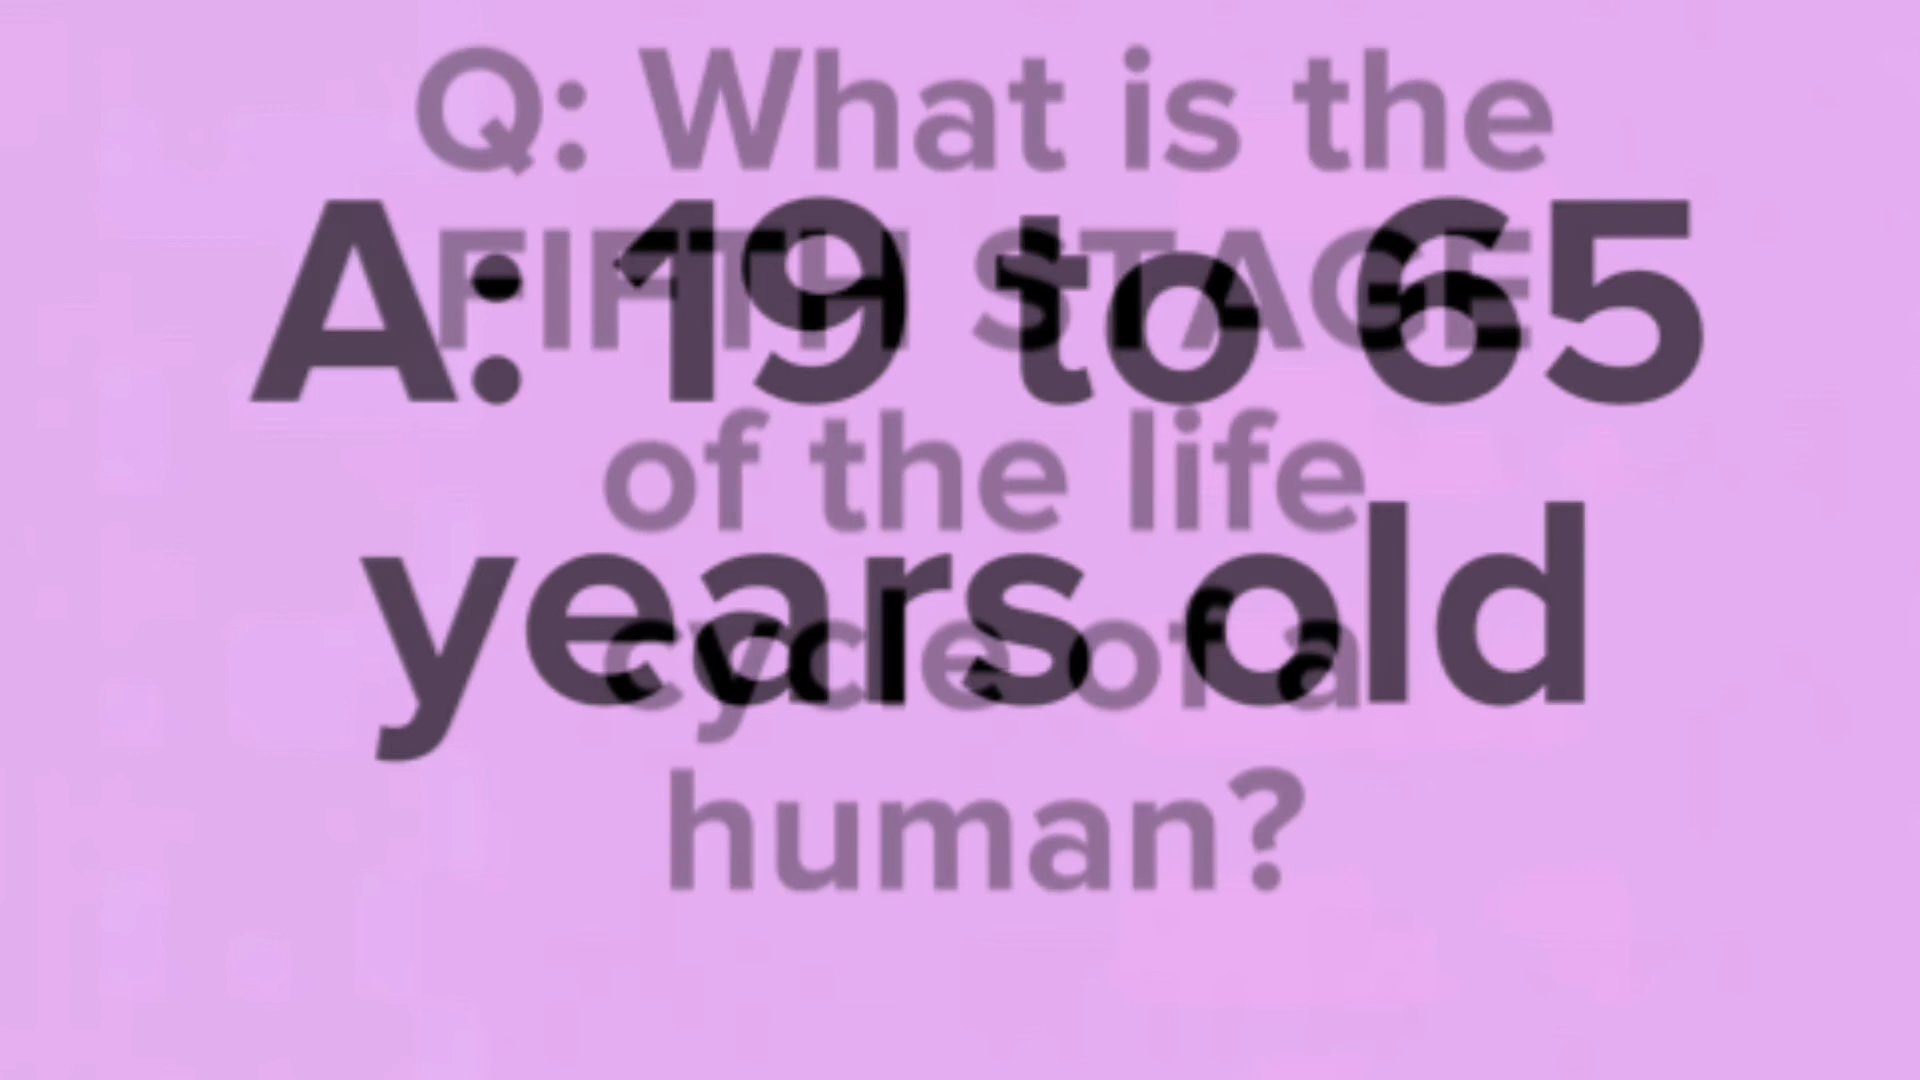 Q: What is the
FIFTH STAGE
of the life
cycle of a
human?
A: 19 to 65
years old